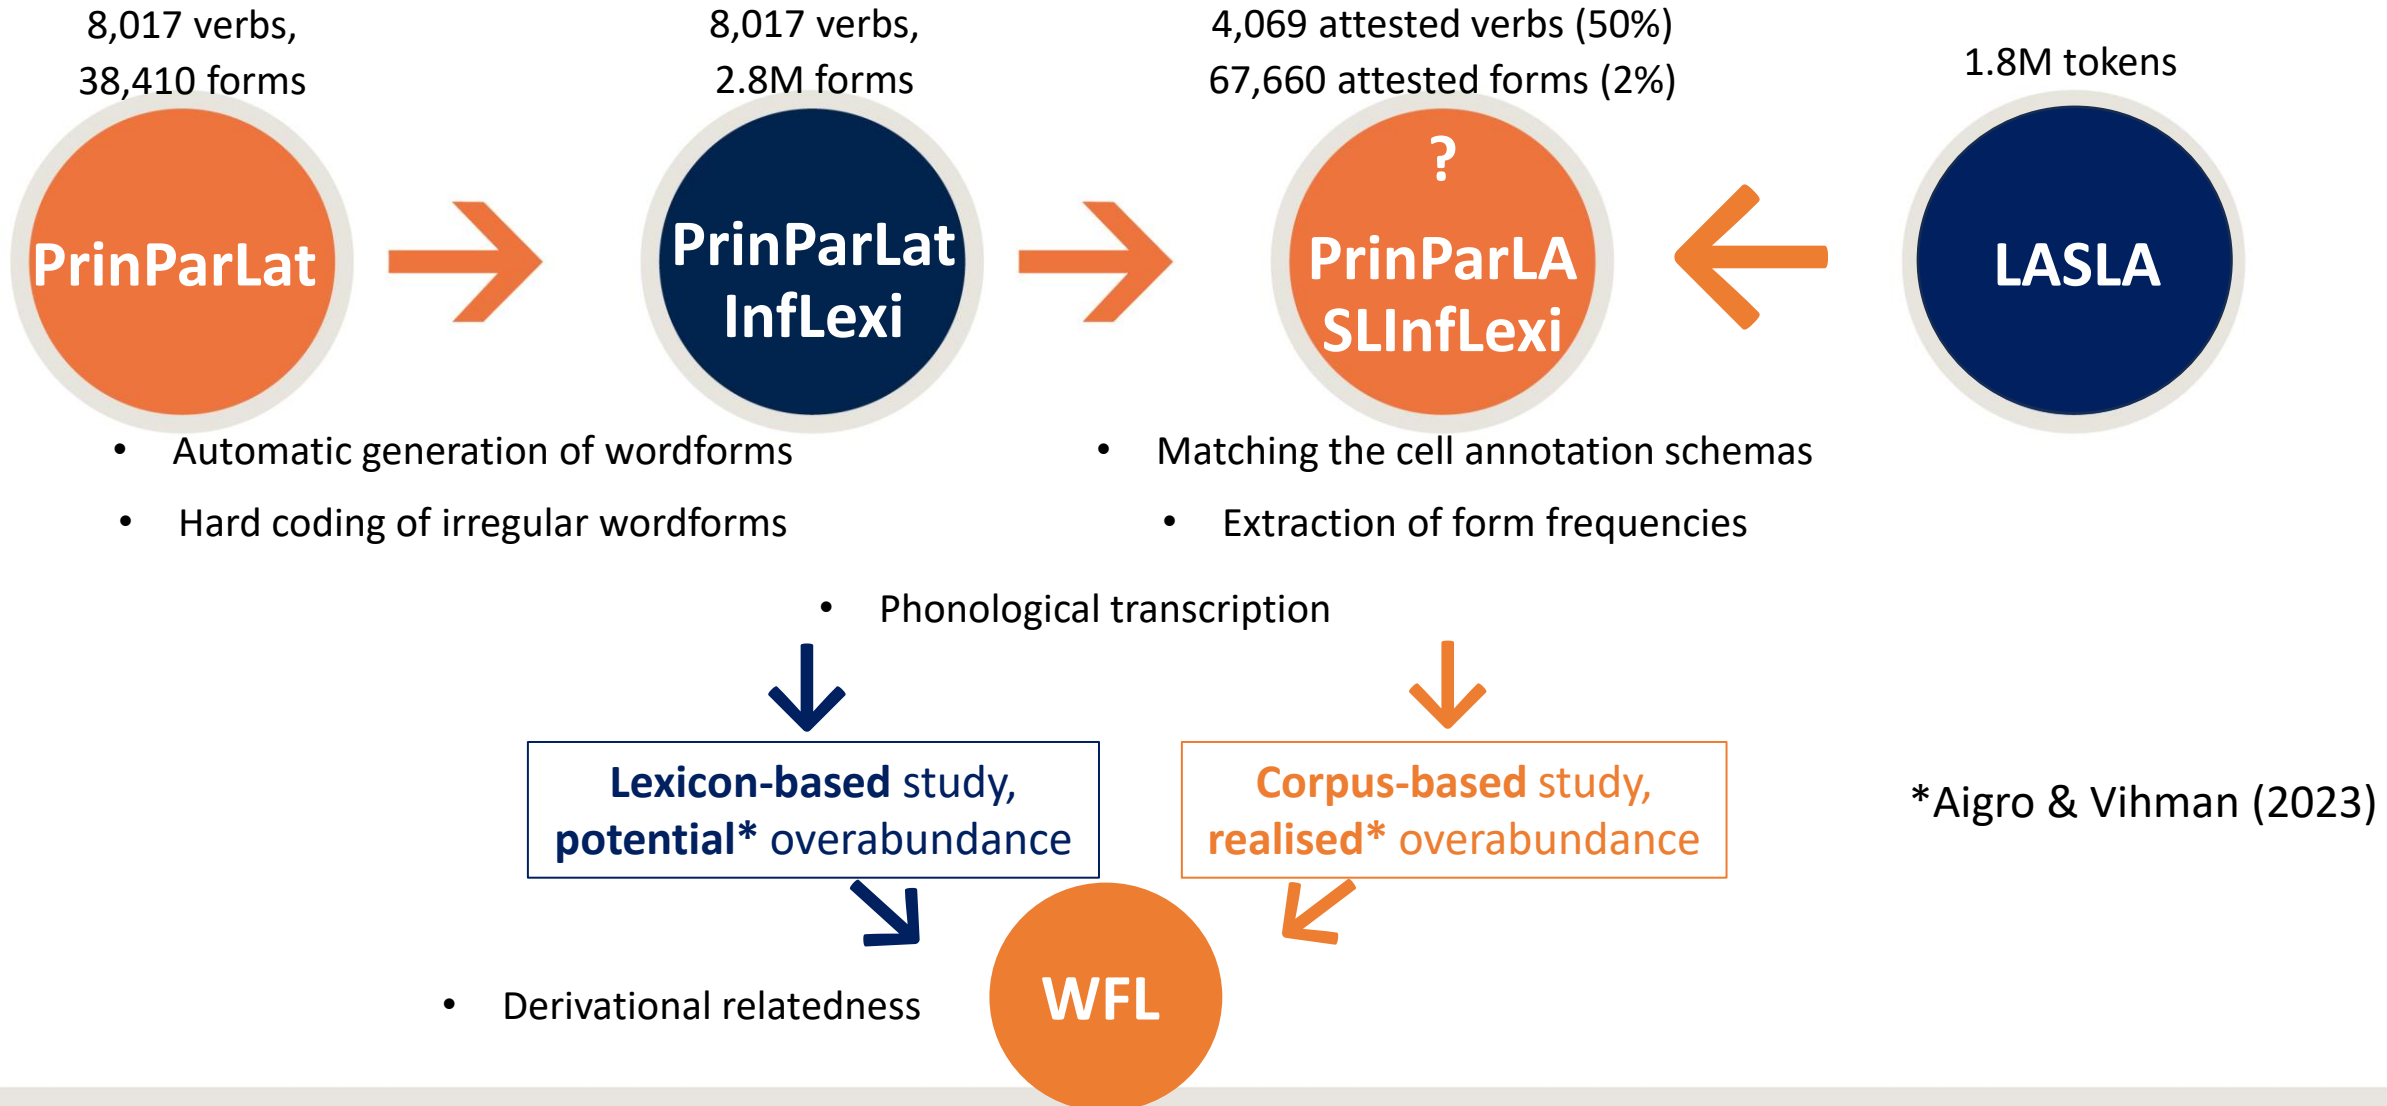 8,017 verbs,
38,410 forms
8,017 verbs,
2.8M forms
4,069 attested verbs (50%)
67,660 attested forms (2%)
1.8M tokens
PrinParLat
PrinParLat
InfLexi
?
PrinParLA
SLInfLexi
LASLA
• Automatic generation of wordforms
• Hard coding of irregular wordforms
• Matching the cell annotation schemas
• Extraction of form frequencies
• Phonological transcription
Lexicon-based study,
potential* overabundance
Corpus-based study,
realised* overabundance
*Aigro & Vihman (2023)
• Derivational relatedness
WFL